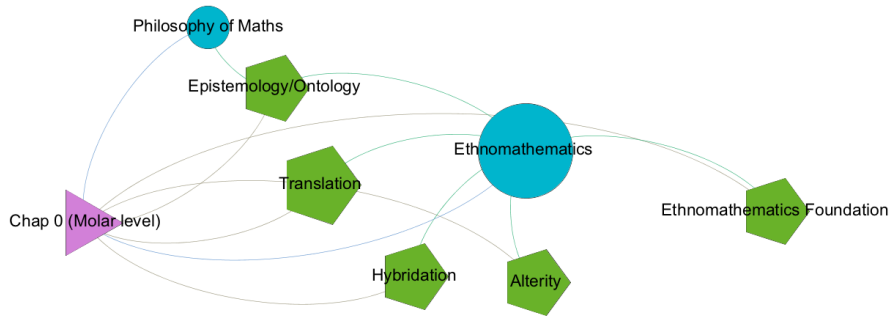 Philosophy of Maths
Epistemology/Ontology
Ethnomathematics
Translation
Ethnomathematics Foundation
Chap 0 (Molar level)
Hybridation
Alterity